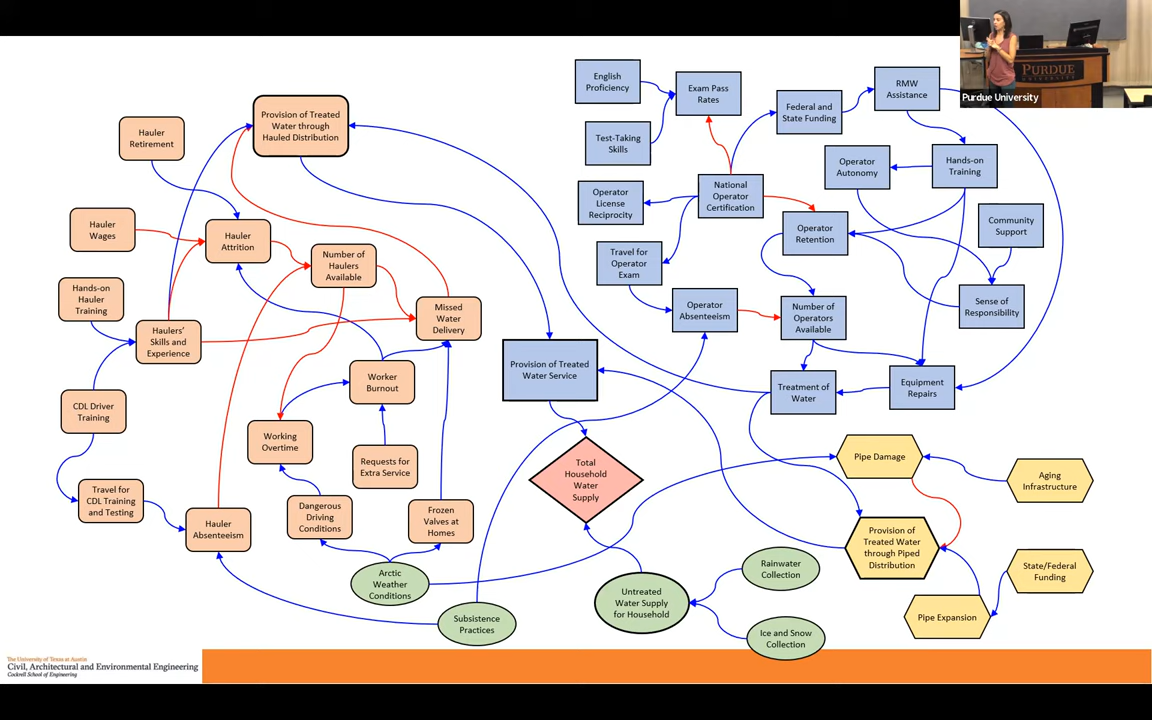 PURDUE
UNIVERSITY
Purdue University
English
Proficiency
Exam Pass
Rates
RMW
Assistance
Federal and
State Funding
Provision of Treated
Water through
Hauled Distribution
Hauler
Retirement
Test-Taking
Skills
Operator
Autonomy
Hands-on
Training
National
Operator
Certification
Operator
License
Reciprocity
Hauler
Wages
Hauler
Attrition
Operator
Retention
Community
Support
Number of
Haulers
Available
Travel for
Operator
Exam
Hands-on
Hauler
Training
Missed
Water
Delivery
Operator
Absenteeism
Number of
Operators
Available
Sense of
Responsibility
Haulers'
Skills and
Experience
Provision of Treated
Water Service
Worker
Burnout
Treatment of
Water
Equipment
Repairs
CDL Driver
Training
Working
Overtime
Requests for
Extra Service
Total
Household
Water
Supply
Pipe Damage
Aging
Infrastructure
Travel for
CDL Training
and Testing
Hauler
Absenteeism
Dangerous
Driving
Conditions
Frozen
Valves at
Homes
Provision of
Treated Water
through Piped
Distribution
Arctic
Weather
Conditions
Rainwater
Collection
State/Federal
Funding
Untreated
Water Supply
for Household
Subsistence
Practices
Pipe Expansion
Ice and Snow
Collection
The University of Texas at Austin
Civil, Architectural and Environmental Engineering
Cockrell School of Engineering